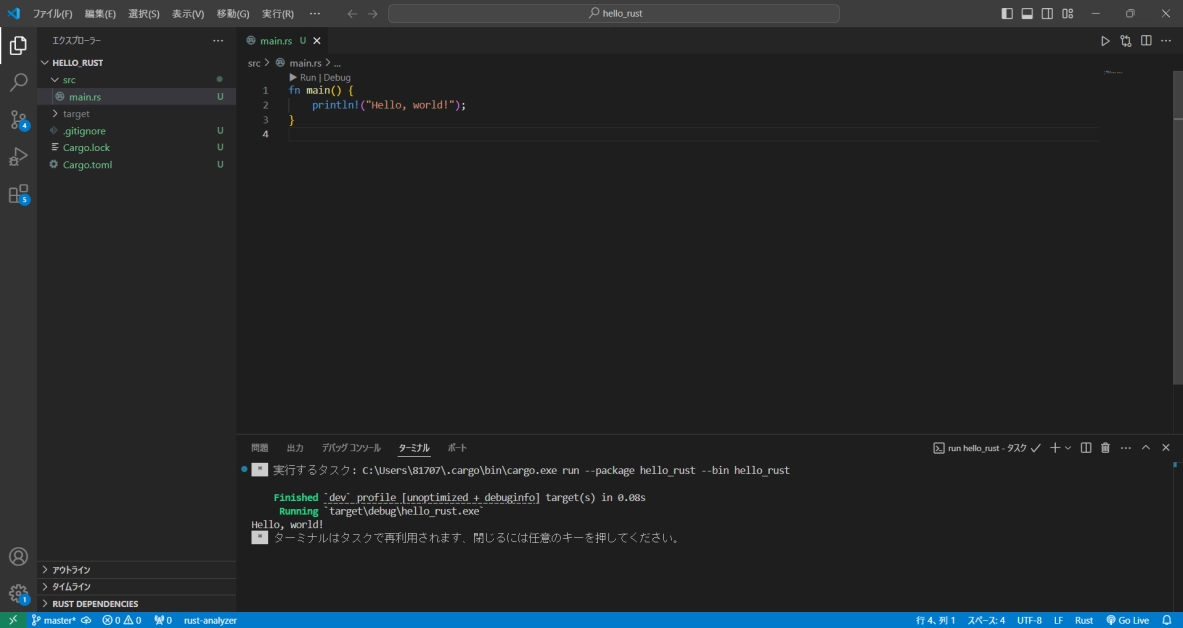 ファイル(F) 編集(E) 選択(S) 表示(V) 移動(G) 実行(R) ··· hello_rust
エクスプローラー ···
HELLO_RUST
src
main.rs U
target
.gitignore U
Cargo.lock U
Cargo.toml U
アウトライン
タイムライン
RUST DEPENDENCIES
4
5
1
main.rs U
src > main.rs > ...
Run | Debug
1 fn main() {
2 println!("Hello, world!");
3 }
4
問題 出力 デバッグ コンソール ターミナル ポート
run hello_rust - タスク
* 実行するタスク: C:\Users\81707\.cargo\bin\cargo.exe run --package hello_rust --bin hello_rust
Finished `dev` profile [unoptimized + debuginfo] target(s) in 0.08s
Running `target\debug\hello_rust.exe`
Hello, world!
* ターミナルはタスクで再利用されます、閉じるには任意のキーを押してください。
master* 0 0 0 rust-analyzer 行 4、列 1 スペース: 4 UTF-8 LF Rust Go Live